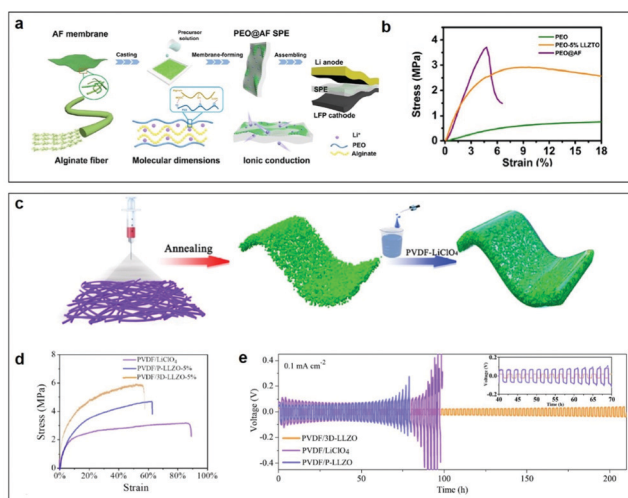 a
AF membrane
Casting
Precursor
solution
Membrane-forming
PEO@AF SPE
Assembling
Li anode
SPE
LFP cathode
Li⁺
PEO
Alginate
Alginate fiber
Molecular dimensions
Ionic conduction
b
PEO
PEO-5% LLZTO
PEO@AF
Stress (MPa)
5
4
3
2
1
0
0 3 6 9 12 15 18
Strain (%)
c
Annealing
PVDF-LiClO₄
d
PVDF/LiClO₄
PVDF/P-LLZO-5%
PVDF/3D-LLZO-5%
Stress (MPa)
8
6
4
2
0
0 20% 40% 60% 80% 100%
Strain
e
0.1 mA cm⁻²
Voltage (V)
0.4
0.2
0.0
-0.2
-0.4
PVDF/3D-LLZO
PVDF/LiClO₄
PVDF/P-LLZO
0 50 100 150 200
Time (h)
Voltage (V)
0.2
0.0
-0.2
40 45 50 55 60 65 70
Time (h)